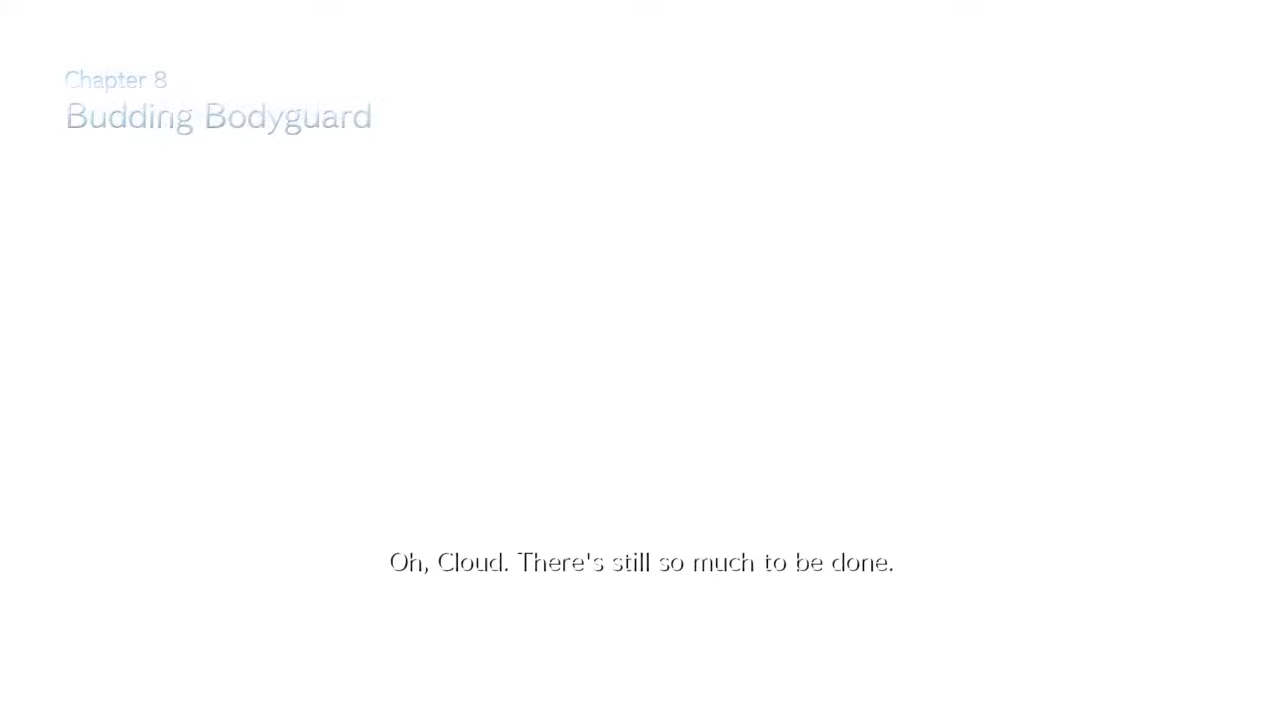 Chapter 8
Budding Bodyguard
Oh, Cloud. There's still so much to be done.